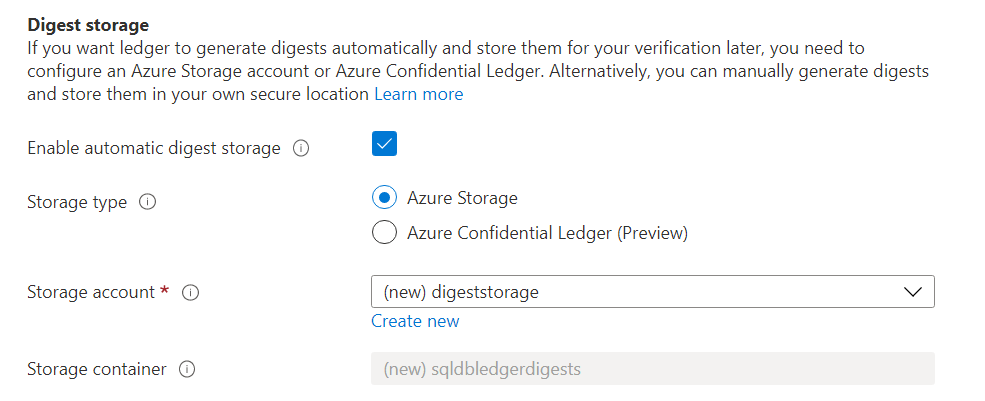 Digest storage
If you want ledger to generate digests automatically and store them for your verification later, you need to
configure an Azure Storage account or Azure Confidential Ledger. Alternatively, you can manually generate digests
and store them in your own secure location Learn more
Enable automatic digest storage
Storage type
Azure Storage
Azure Confidential Ledger (Preview)
Storage account *
(new) digeststorage
Create new
Storage container
(new) sqldbledgerdigests